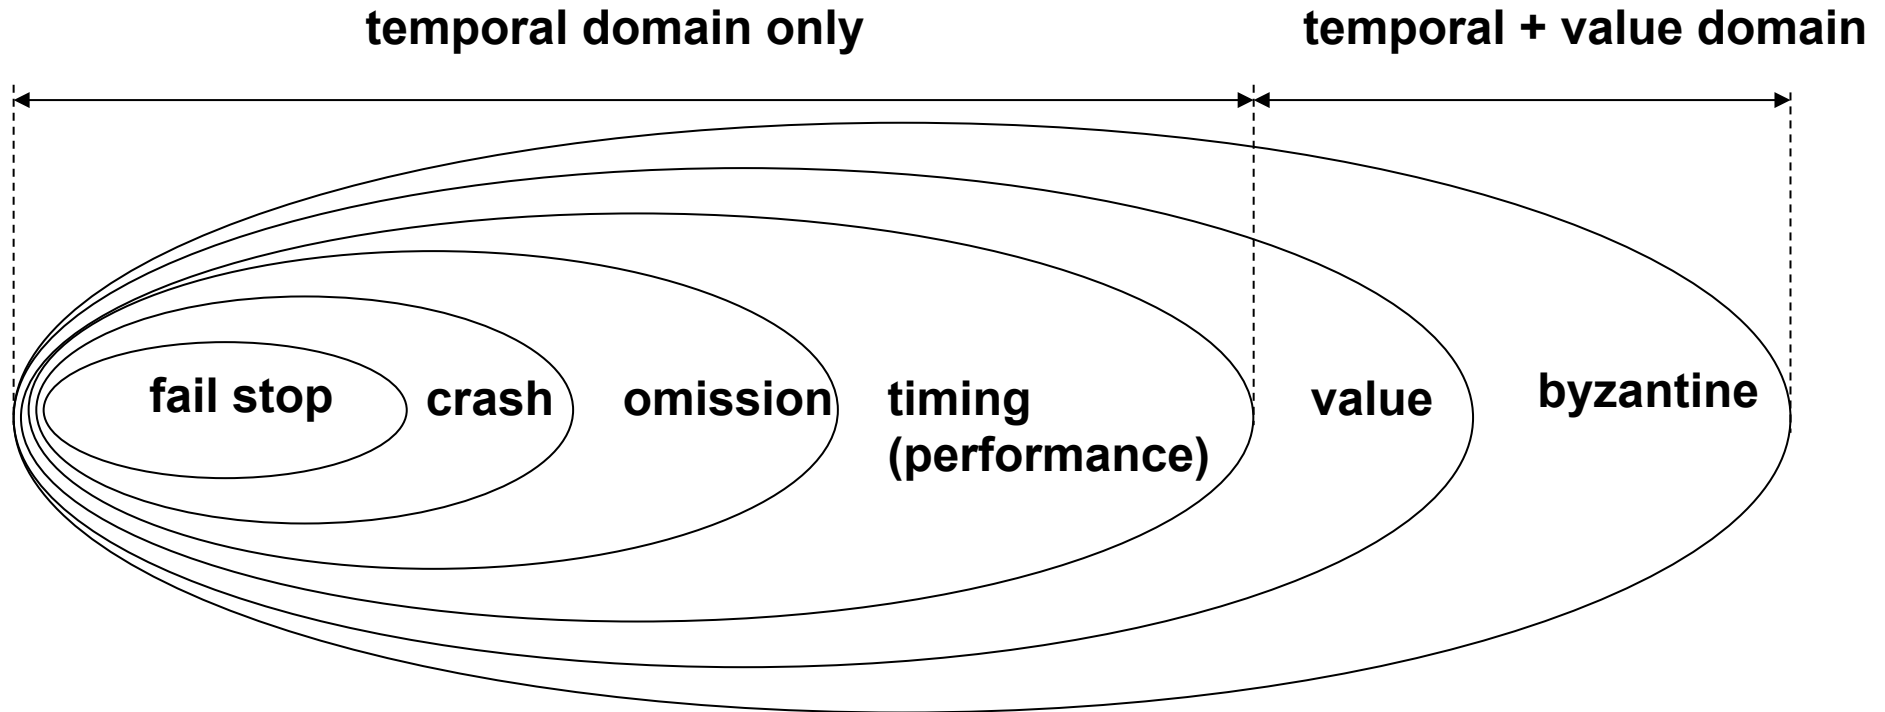 temporal domain only
temporal + value domain
fail stop
crash
omission
timing
(performance)
value
byzantine